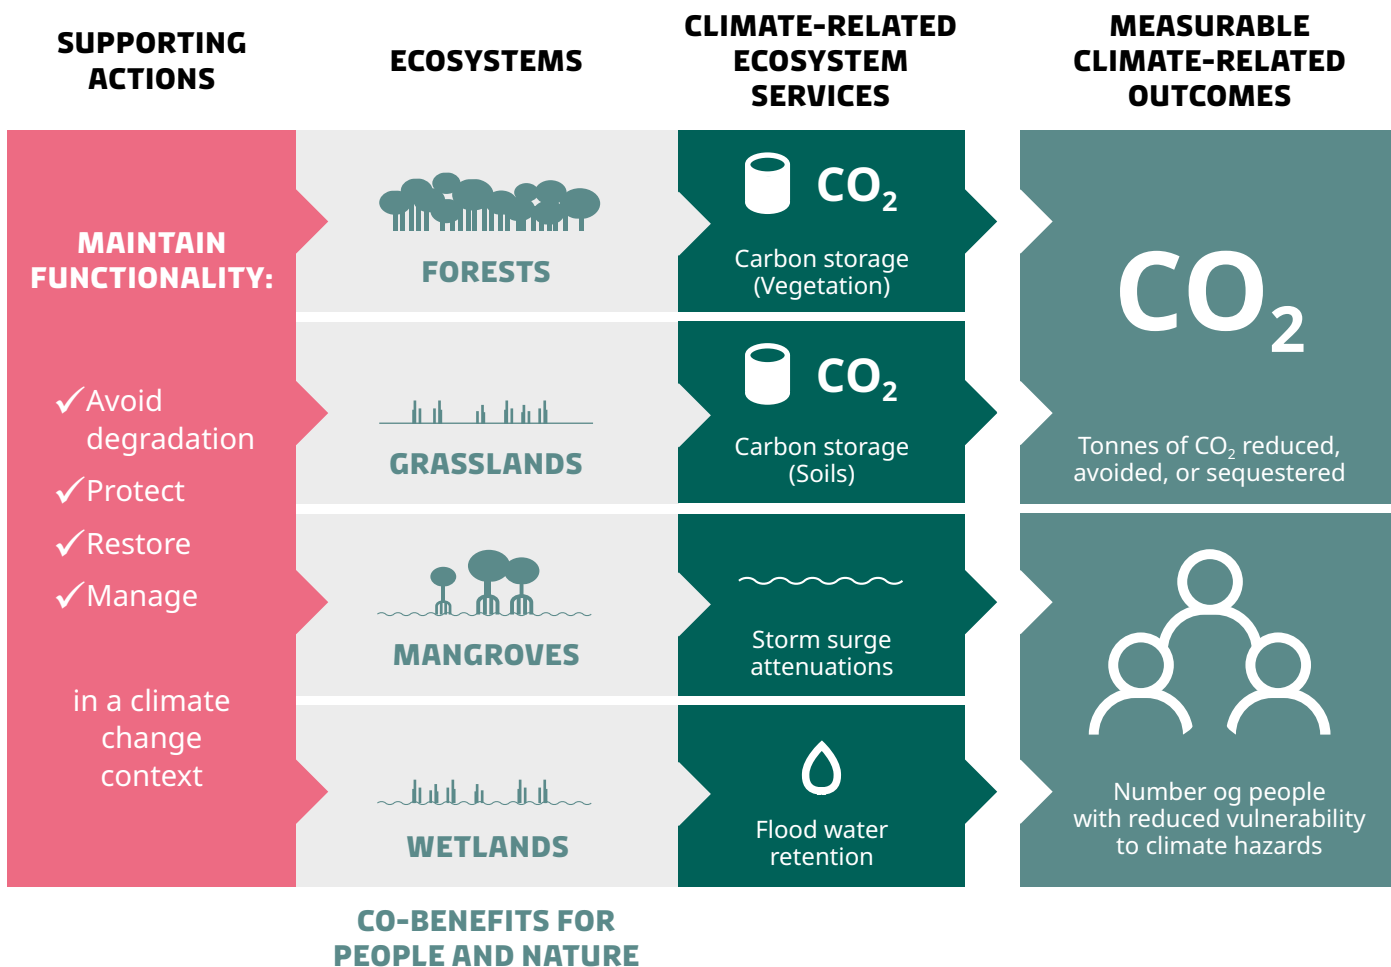 SUPPORTING
ACTIONS
ECOSYSTEMS
CLIMATE-RELATED
ECOSYSTEM
SERVICES
MEASURABLE
CLIMATE-RELATED
OUTCOMES
MAINTAIN
FUNCTIONALITY:
✓Avoid
degradation
✓Protect
✓Restore
✓Manage
in a climate
change
context
FORESTS
GRASSLANDS
MANGROVES
WETLANDS
CO₂
Carbon storage
(Vegetation)
CO₂
Carbon storage
(Soils)
Storm surge
attenuations
Flood water
retention
CO₂
Tonnes of CO₂ reduced,
avoided, or sequestered
Number og people
with reduced vulnerability
to climate hazards
CO-BENEFITS FOR
PEOPLE AND NATURE